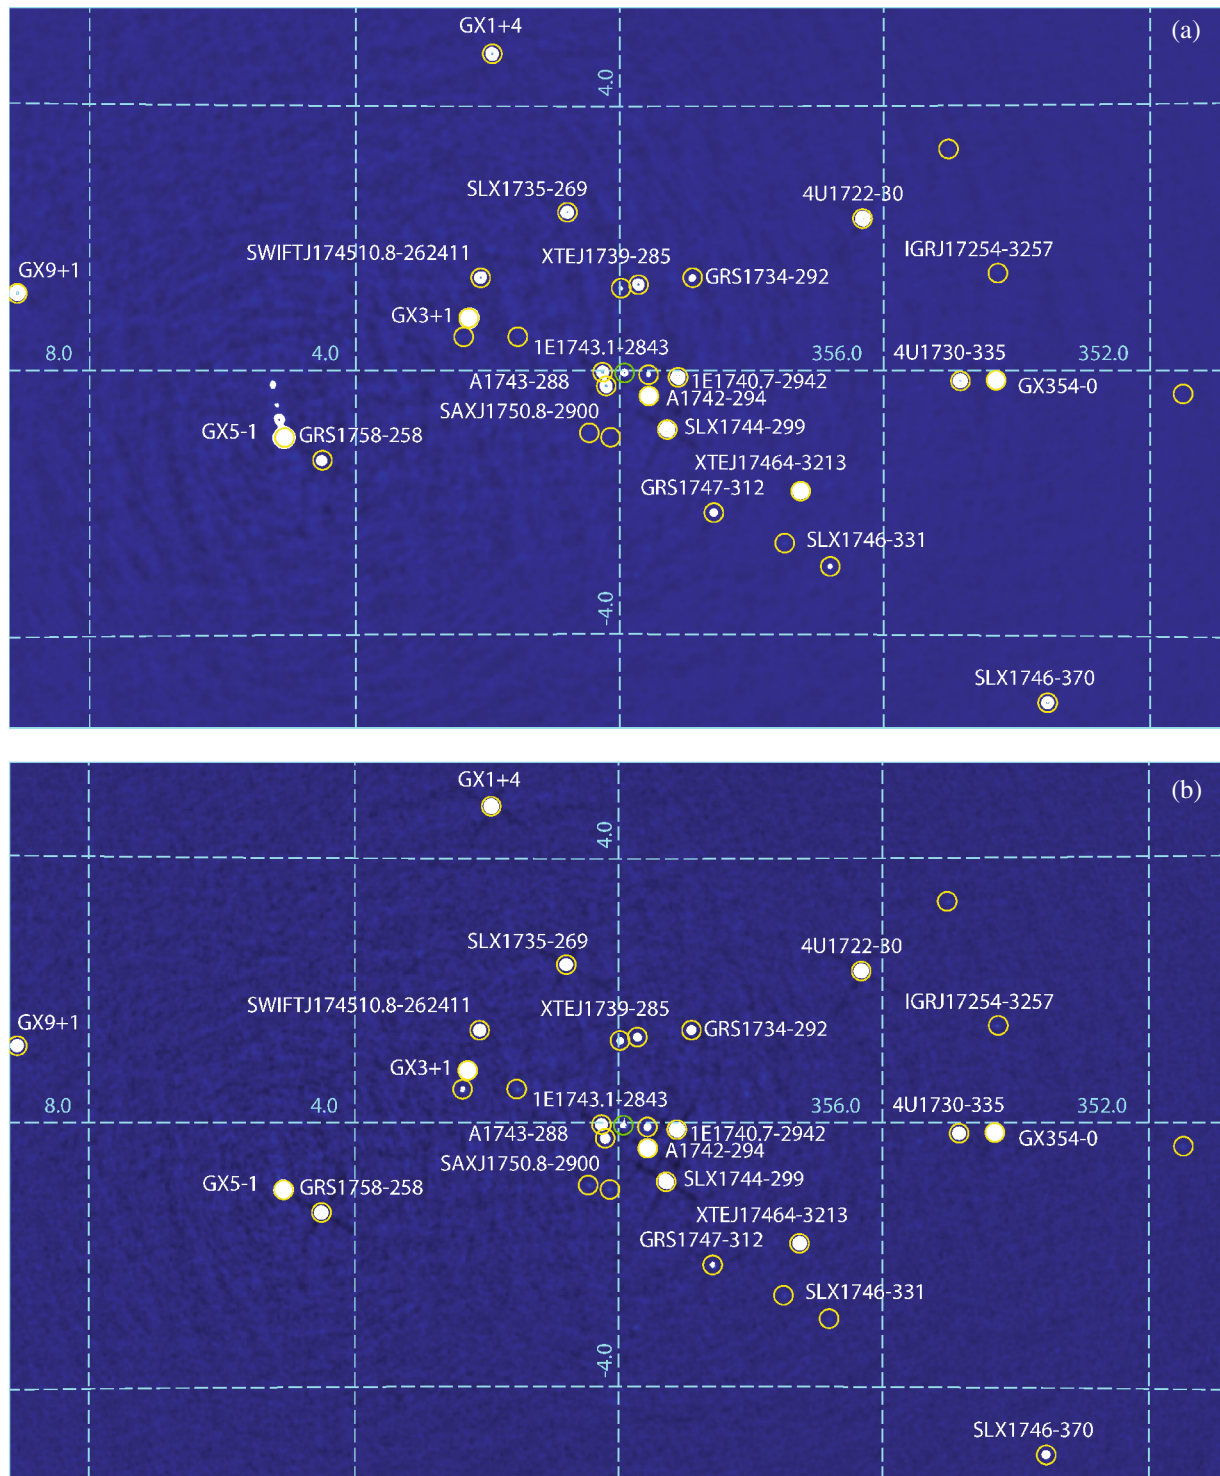 GX1+4
(a)
4.0
SLX1735-269
4U1722-30
SWIFTJ174510.8-262411
XTEJ1739-285
IGRJ17254-3257
GX9+1
GRS1734-292
GX3+1
8.0
4.0
1E1743.1-2843
356.0
4U1730-335
352.0
A1743-288
1E1740.7-2942
GX354-0
A1742-294
SAXJ1750.8-2900
GX5-1
GRS1758-258
SLX1744-299
XTEJ17464-3213
GRS1747-312
SLX1746-331
-4.0
SLX1746-370
GX1+4
(b)
4.0
SLX1735-269
4U1722-30
SWIFTJ174510.8-262411
XTEJ1739-285
IGRJ17254-3257
GX9+1
GRS1734-292
GX3+1
8.0
4.0
1E1743.1-2843
356.0
4U1730-335
352.0
A1743-288
1E1740.7-2942
GX354-0
A1742-294
SAXJ1750.8-2900
GX5-1
GRS1758-258
SLX1744-299
XTEJ17464-3213
GRS1747-312
SLX1746-331
-4.0
SLX1746-370